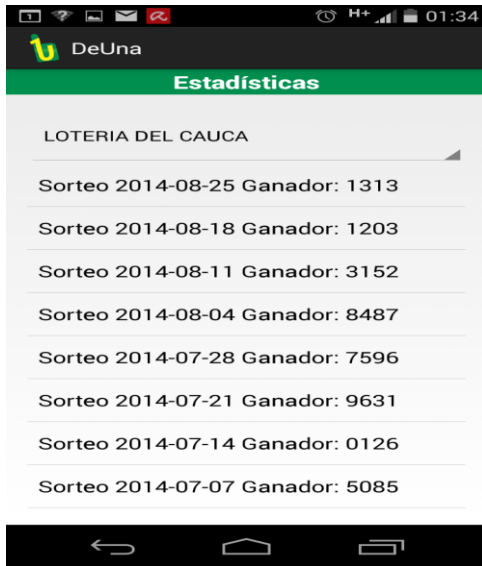 1 H+ 01:34
DeUna
Estadísticas
LOTERIA DEL CAUCA
Sorteo 2014-08-25 Ganador: 1313
Sorteo 2014-08-18 Ganador: 1203
Sorteo 2014-08-11 Ganador: 3152
Sorteo 2014-08-04 Ganador: 8487
Sorteo 2014-07-28 Ganador: 7596
Sorteo 2014-07-21 Ganador: 9631
Sorteo 2014-07-14 Ganador: 0126
Sorteo 2014-07-07 Ganador: 5085